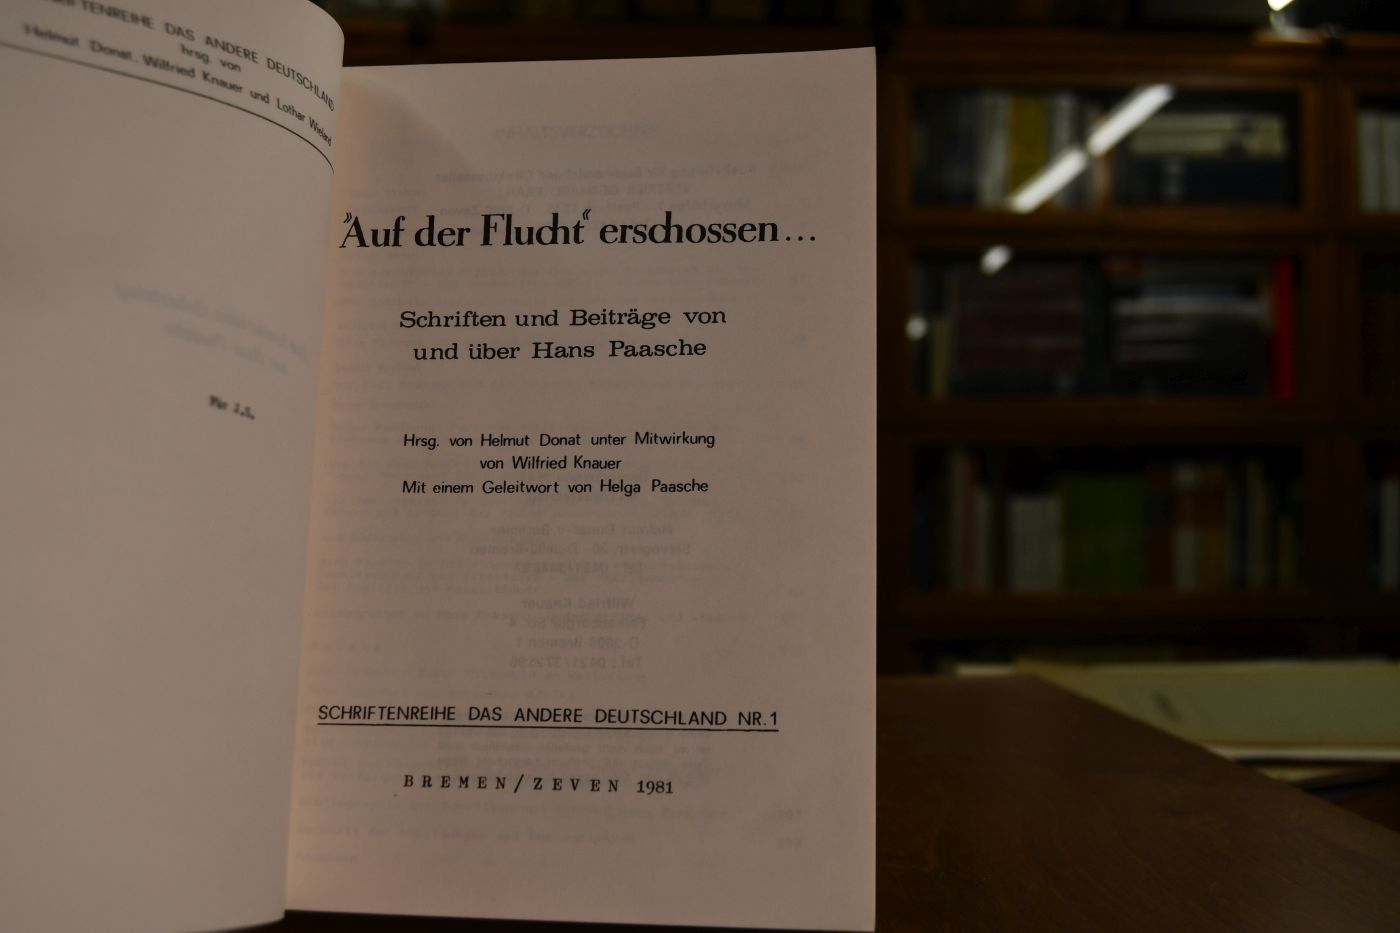 SCHRIFTENREIHE DAS ANDERE DEUTSCHLAND
hrsg. von
Helmut Donat, Wilfried Knauer und Lothar Wieland
Für J.S.
"Auf der Flucht" erschossen...
Schriften und Beiträge von
und über Hans Paasche
Hrsg. von Helmut Donat unter Mitwirkung
von Wilfried Knauer
Mit einem Geleitwort von Helga Paasche
SCHRIFTENREIHE DAS ANDERE DEUTSCHLAND NR.1
BREMEN/ZEVEN 1981